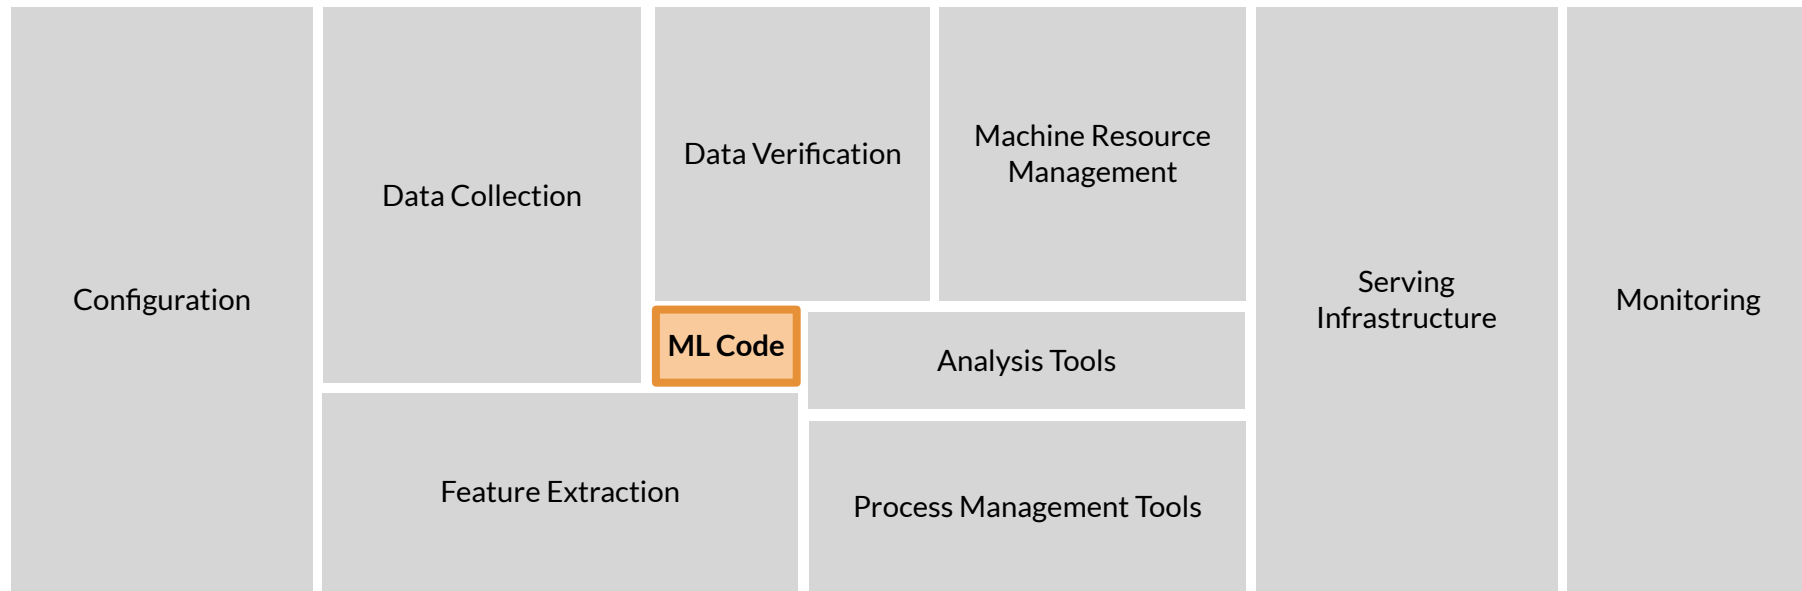 Configuration
Data Collection
Data Verification
Machine Resource
Management
ML Code
Analysis Tools
Feature Extraction
Process Management Tools
Serving
Infrastructure
Monitoring